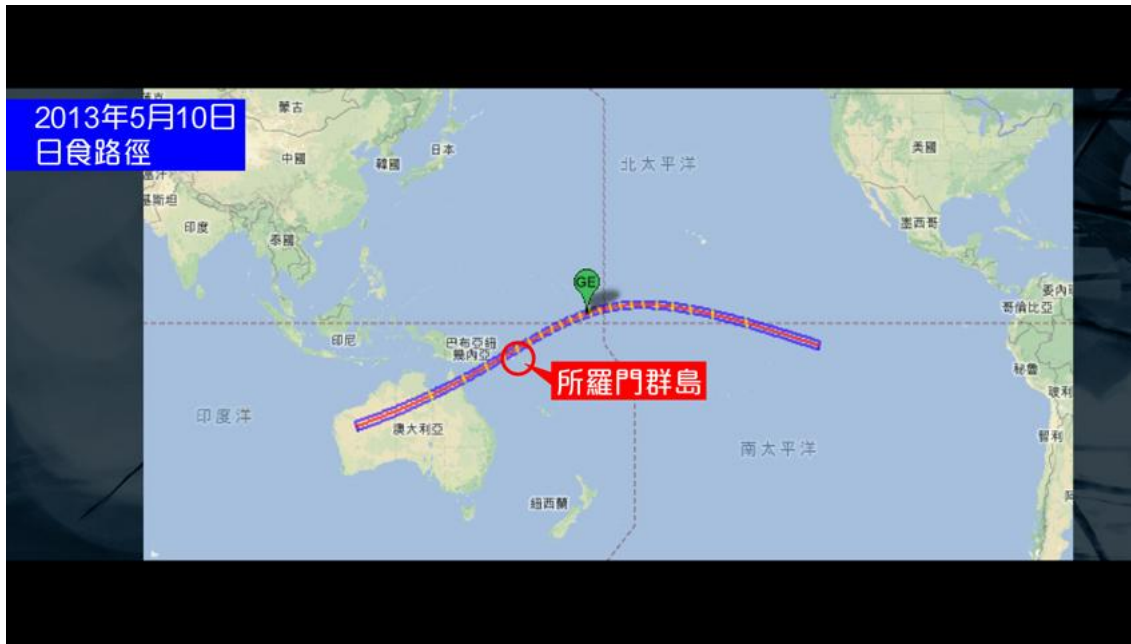 2013年5月10日
日食路徑
蒙古
中國
韓國
日本
北太平洋
美國
墨西哥
基斯坦
印度
泰國
GE
委內
哥倫比亞
印尼
巴布亞紐
幾內亞
所羅門群島
秘魯
玻利
印度洋
澳大利亞
南太平洋
智利
紐西蘭